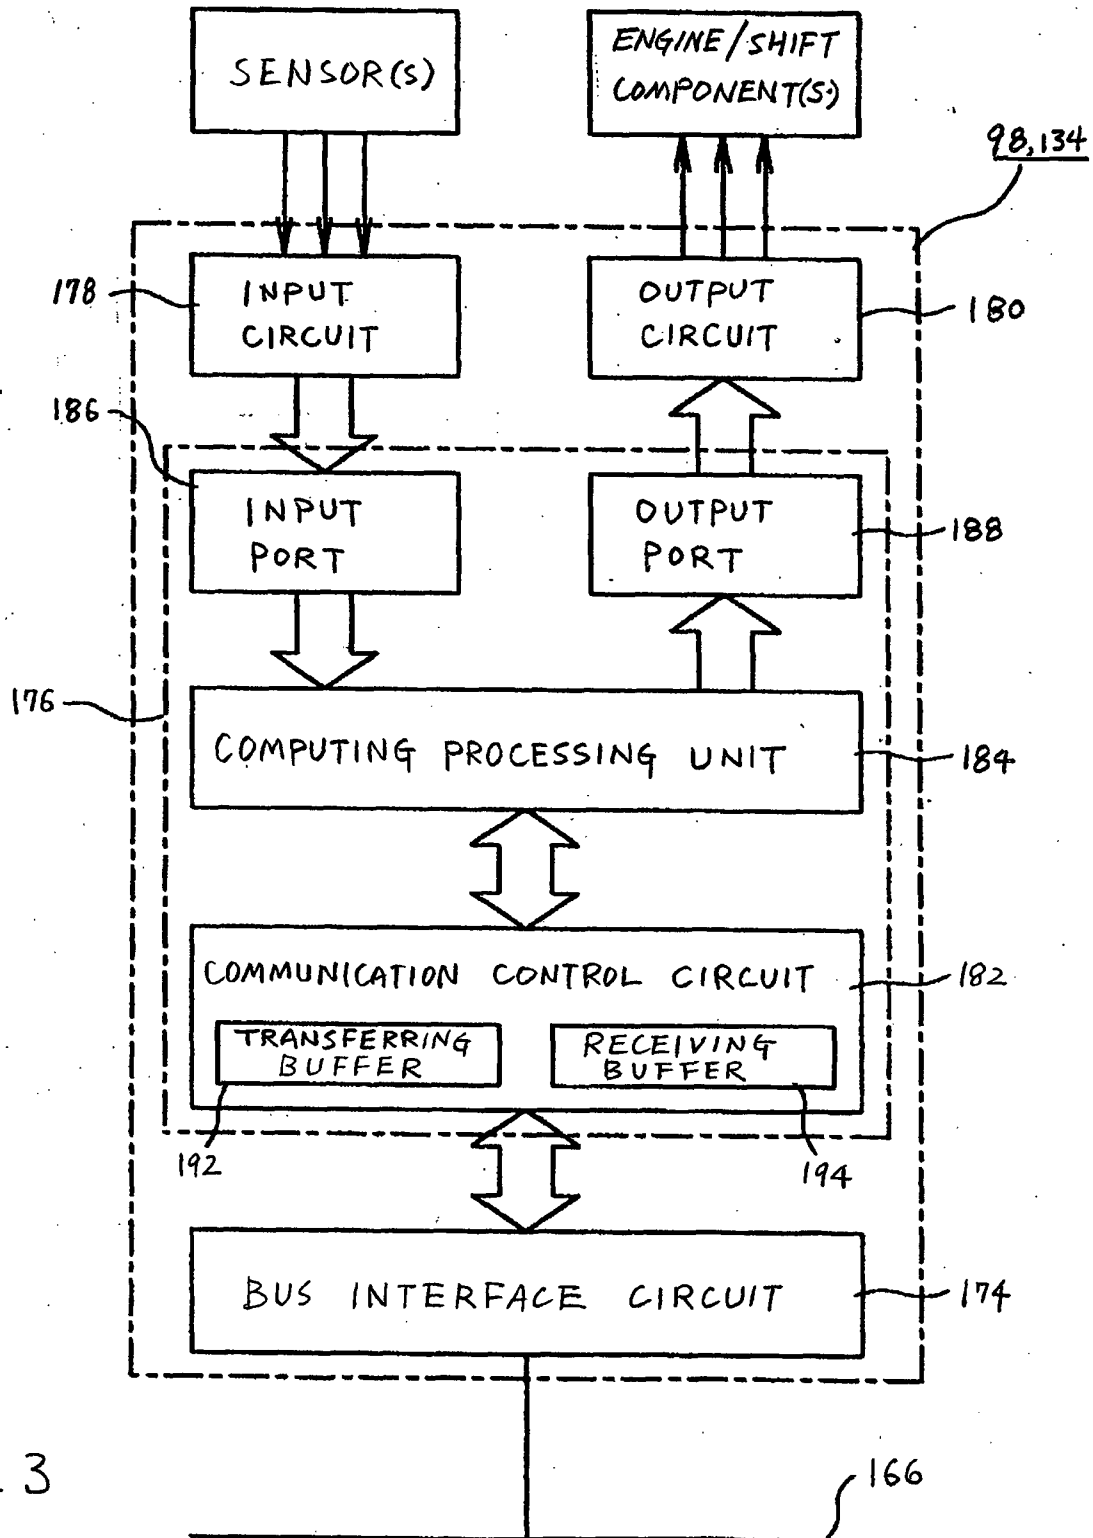 SENSOR(S)
ENGINE/SHIFT
COMPONENT(S)
98,134
178
INPUT
CIRCUIT
OUTPUT
CIRCUIT
180
186
INPUT
PORT
OUTPUT
PORT
188
176
COMPUTING PROCESSING UNIT
184
COMMUNICATION CONTROL CIRCUIT
182
TRANSFERRING
BUFFER
RECEIVING
BUFFER
192
194
BUS INTERFACE CIRCUIT
174
. 3
166